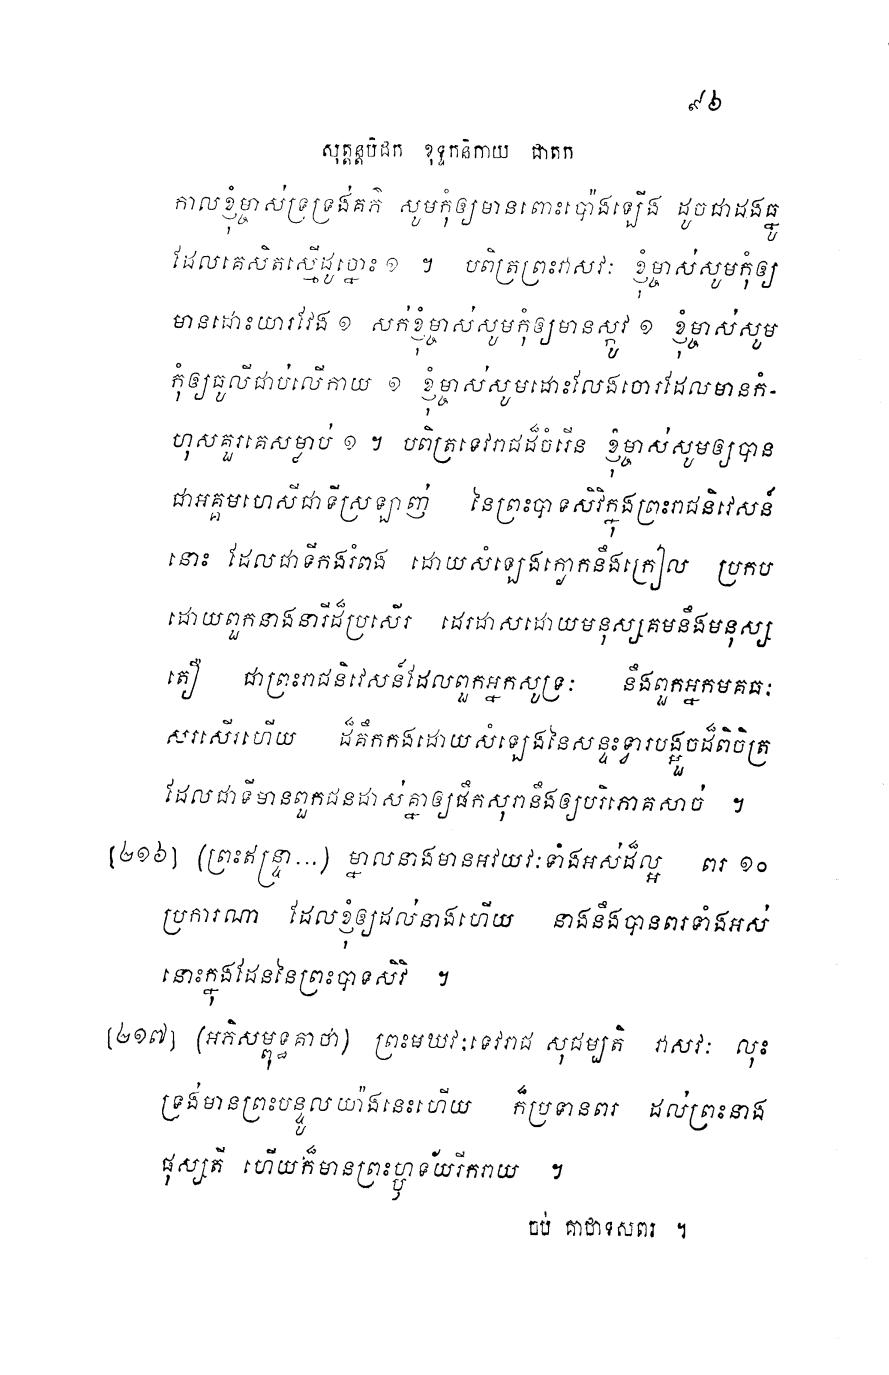 ៩៦
សុត្តន្តបិដក ខុទ្ទកនិកាយ ជាតក
កាលខ្ញុំម្ចាស់ទ្រទ្រង់គភ៌ សូមកុំឲ្យមានពោះប៉ោងឡើង ដូចជាដងធ្នូ
ដែលគេសិតស្មើដូច្នោះ ១ ។ បពិត្រព្រះវាសវៈ ខ្ញុំម្ចាស់សូមកុំឲ្យ
មានដោះយារវែង ១ សក់ខ្ញុំម្ចាស់សូមកុំឲ្យមានស្កូវ ១ ខ្ញុំម្ចាស់សូម
កុំឲ្យធូលីជាប់លើកាយ ១ ខ្ញុំម្ចាស់សូមដោះលែងចោរដែលមានកំ-
ហុសគួរគេសម្លាប់ ១ ។ បពិត្រទេវរាជដ៏ចំរើន ខ្ញុំម្ចាស់សូមឲ្យបាន
ជាអគ្គមហេសីជាទីស្រឡាញ់ នៃព្រះបាទសិវិក្នុងព្រះរាជនិវេសន៍
នោះ ដែលជាទីកងរំពង ដោយសំឡេងក្ងោកនឹងក្រៀល ប្រកប
ដោយពួកនាងនារីដ៏ប្រសើរ ដេរដាសដោយមនុស្សគមនឹងមនុស្ស
តឿ ជាព្រះរាជនិវេសន៍ដែលពួកអ្នកសូទ្រៈ នឹងពួកអ្នកមគធៈ
សរសើរហើយ ដ៏គឹកកងដោយសំឡេងនៃសន្ទះទ្វារបង្អួចដ៏ពិចិត្រ
ដែលជាទីមានពួកជនដាស់គ្នាឲ្យផឹកសុរានឹងឲ្យបរិភោគសាច់ ។
[២១៦] (ព្រះឥន្ទ្រា...) ម្នាលនាងមានអវយវៈទាំងអស់ដ៏ល្អ ពរ ១០
ប្រការណា ដែលខ្ញុំឲ្យដល់នាងហើយ នាងនឹងបានពរទាំងអស់
នោះក្នុងដែននៃព្រះបាទសិវិ ។
[២១៧] (អភិសម្ពុទ្ធគាថា) ព្រះមឃវៈទេវរាជ សុជម្បតិ វាសវៈ លុះ
ទ្រង់មានព្រះបន្ទូលយ៉ាងនេះហើយ ក៏ប្រទានពរ ដល់ព្រះនាង
ផុស្សតី ហើយក៏មានព្រះហ្ឫទ័យរីករាយ ។
ចប់ គាថាទសពរ ។